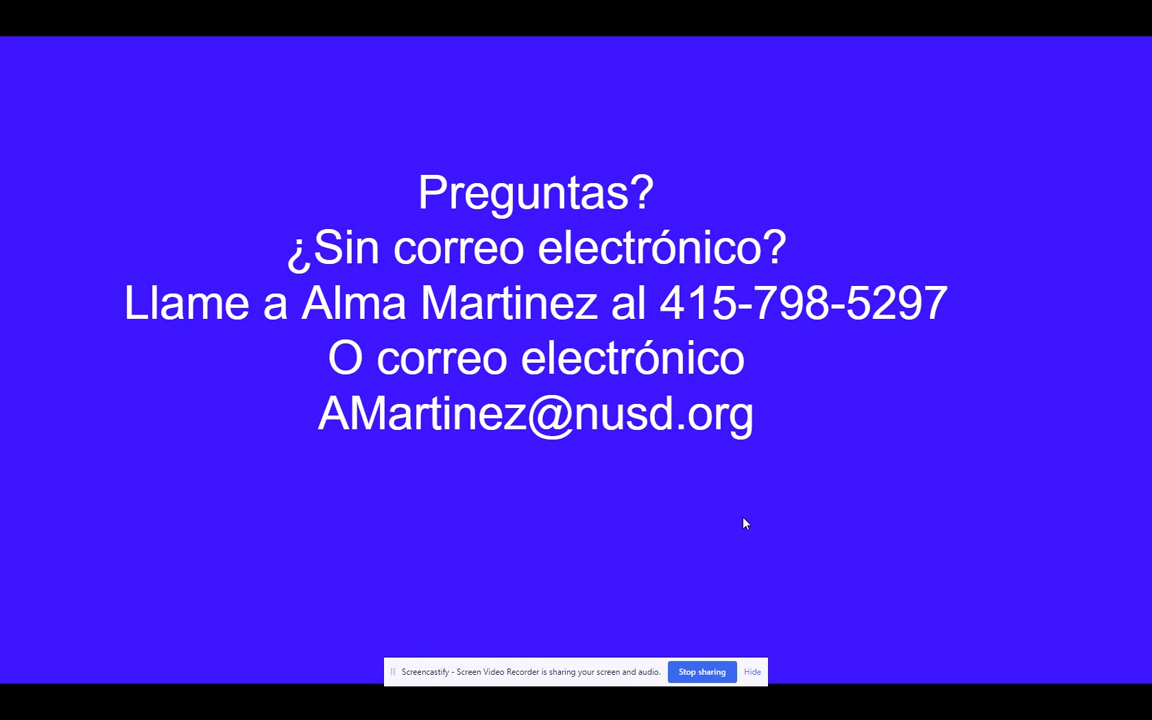 Preguntas?
¿Sin correo electrónico?
Llame a Alma Martinez al 415-798-5297
O correo electrónico
AMartinez@nusd.org
Screencastify - Screen Video Recorder is sharing your screen and audio. Stop sharing Hide